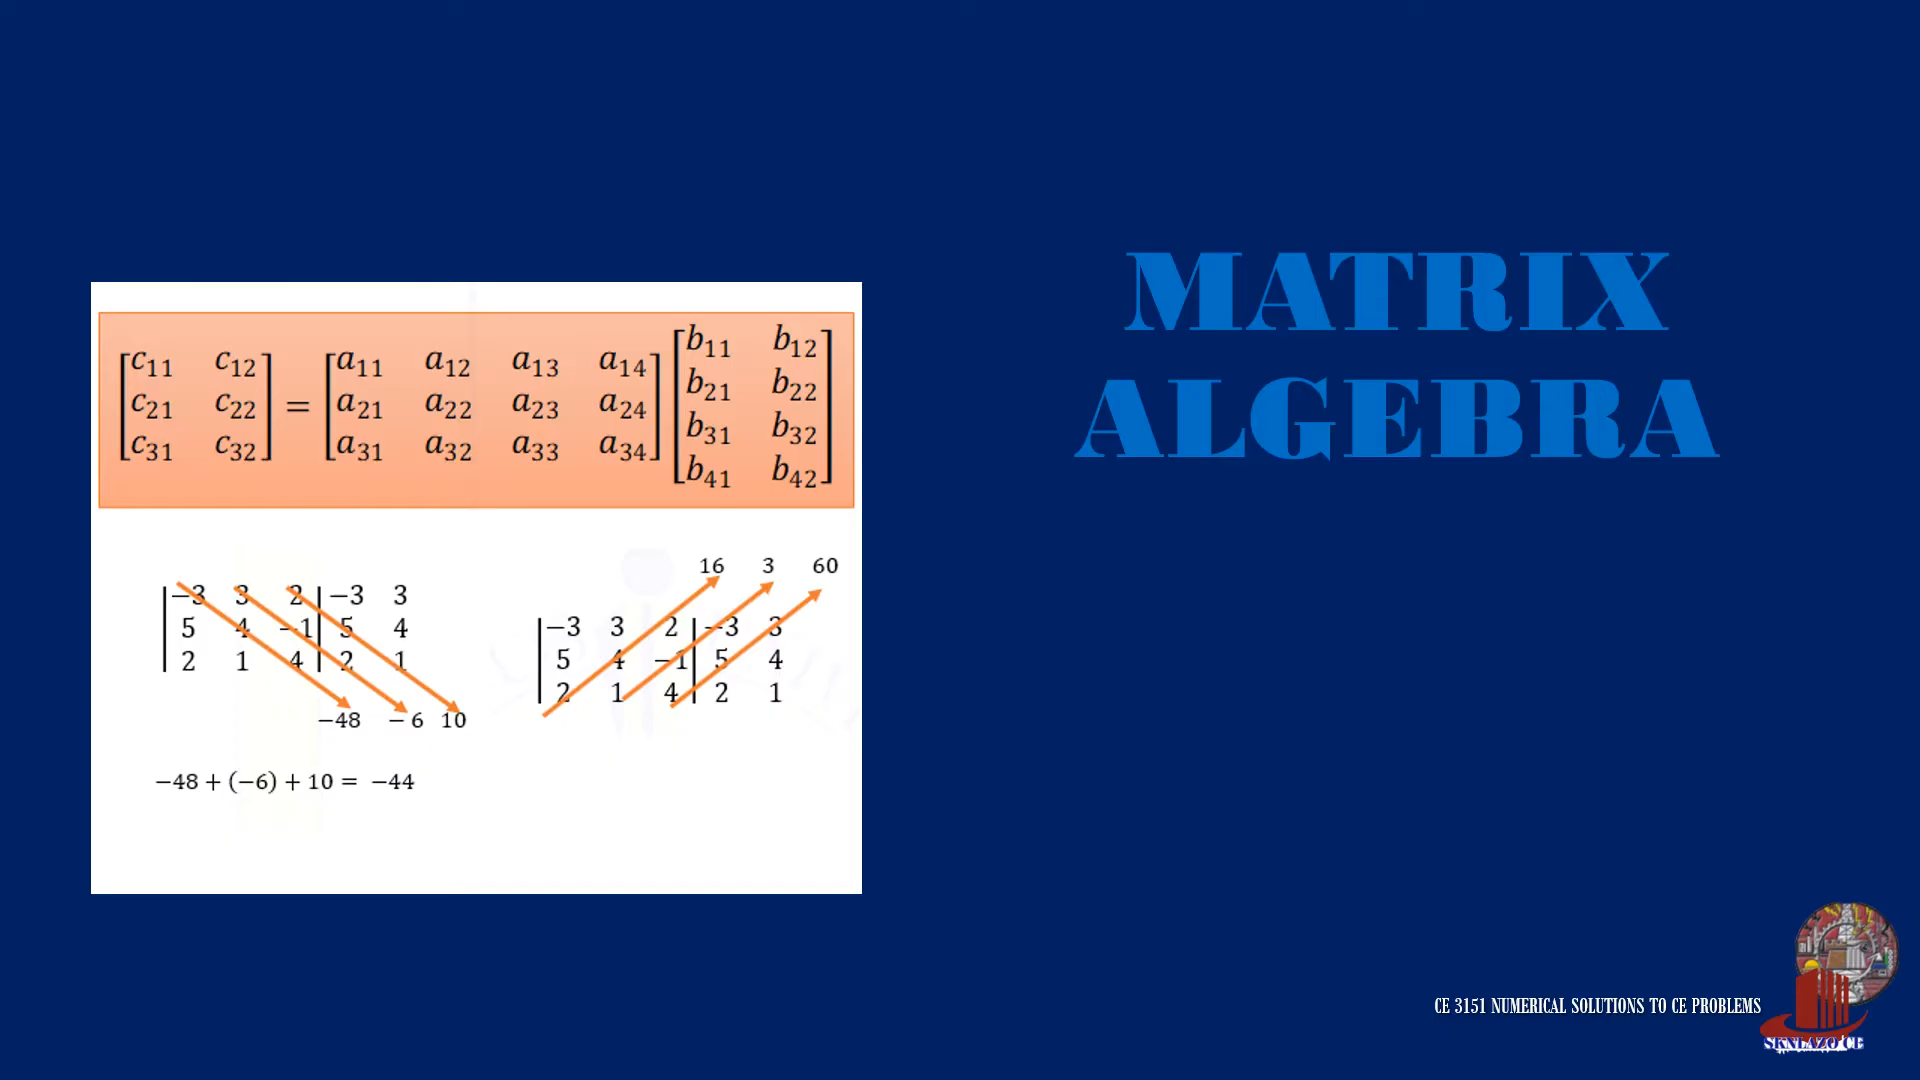 MATRIX
ALGEBRA
c11 c12
c21 c22
c31 c32
=
a11 a12 a13 a14
a21 a22 a23 a24
a31 a32 a33 a34
b11 b12
b21 b22
b31 b32
b41 b42
−3 3 2 −3 3
5 4 −1 5 4
2 1 4 2 1
−48 −6 10
−48 + (−6) + 10 = −44
16 3 60
−3 3 2 −3 3
5 4 −1 5 4
2 1 4 2 1
CE 3151 NUMERICAL SOLUTIONS TO CE PROBLEMS
SKNLAZO CE